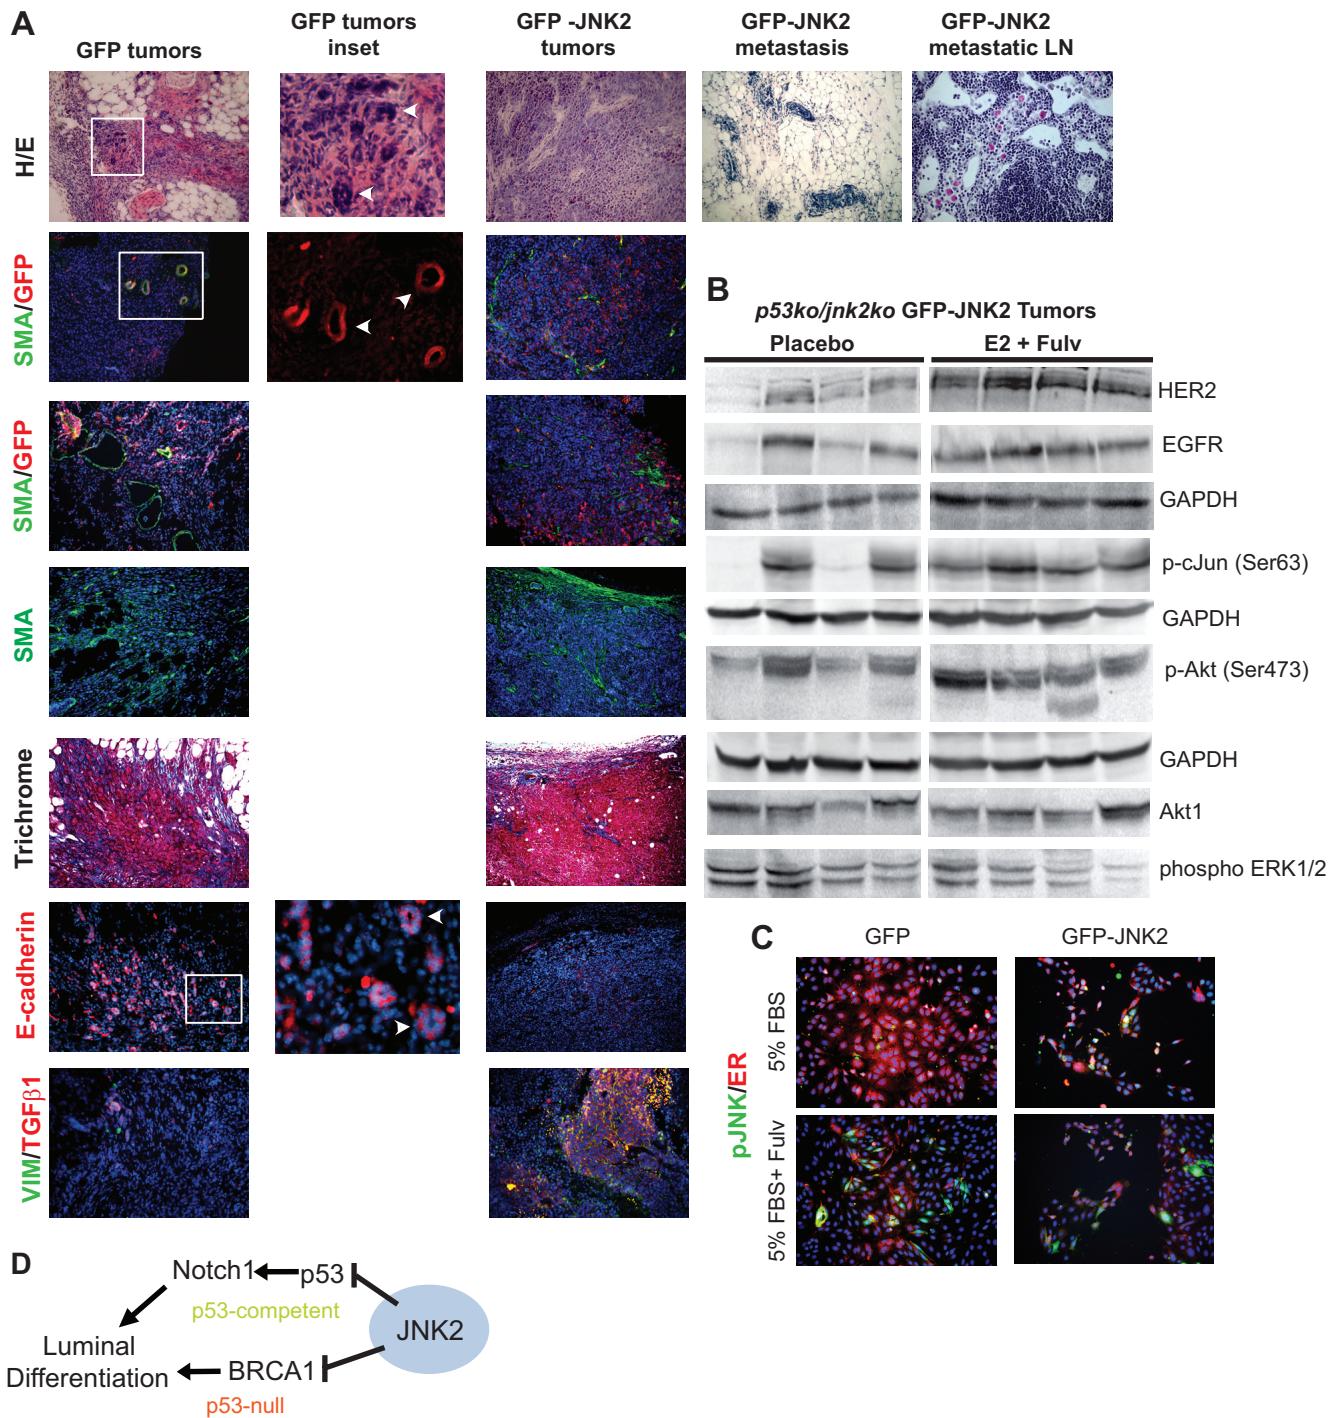 A
GFP tumors
GFP tumors
inset
GFP -JNK2
tumors
GFP-JNK2
metastasis
GFP-JNK2
metastatic LN
H/E
SMA/GFP
SMA/GFP
SMA
Trichrome
E-cadherin
VIM/TGFβ1
B
p53ko/jnk2ko GFP-JNK2 Tumors
Placebo
E2 + Fulv
HER2
EGFR
GAPDH
p-cJun (Ser63)
GAPDH
p-Akt (Ser473)
GAPDH
Akt1
phospho ERK1/2
C
GFP
GFP-JNK2
pJNK/ER
5% FBS
5% FBS+ Fulv
D
Notch1
p53
p53-competent
JNK2
Luminal
Differentiation
BRCA1
p53-null